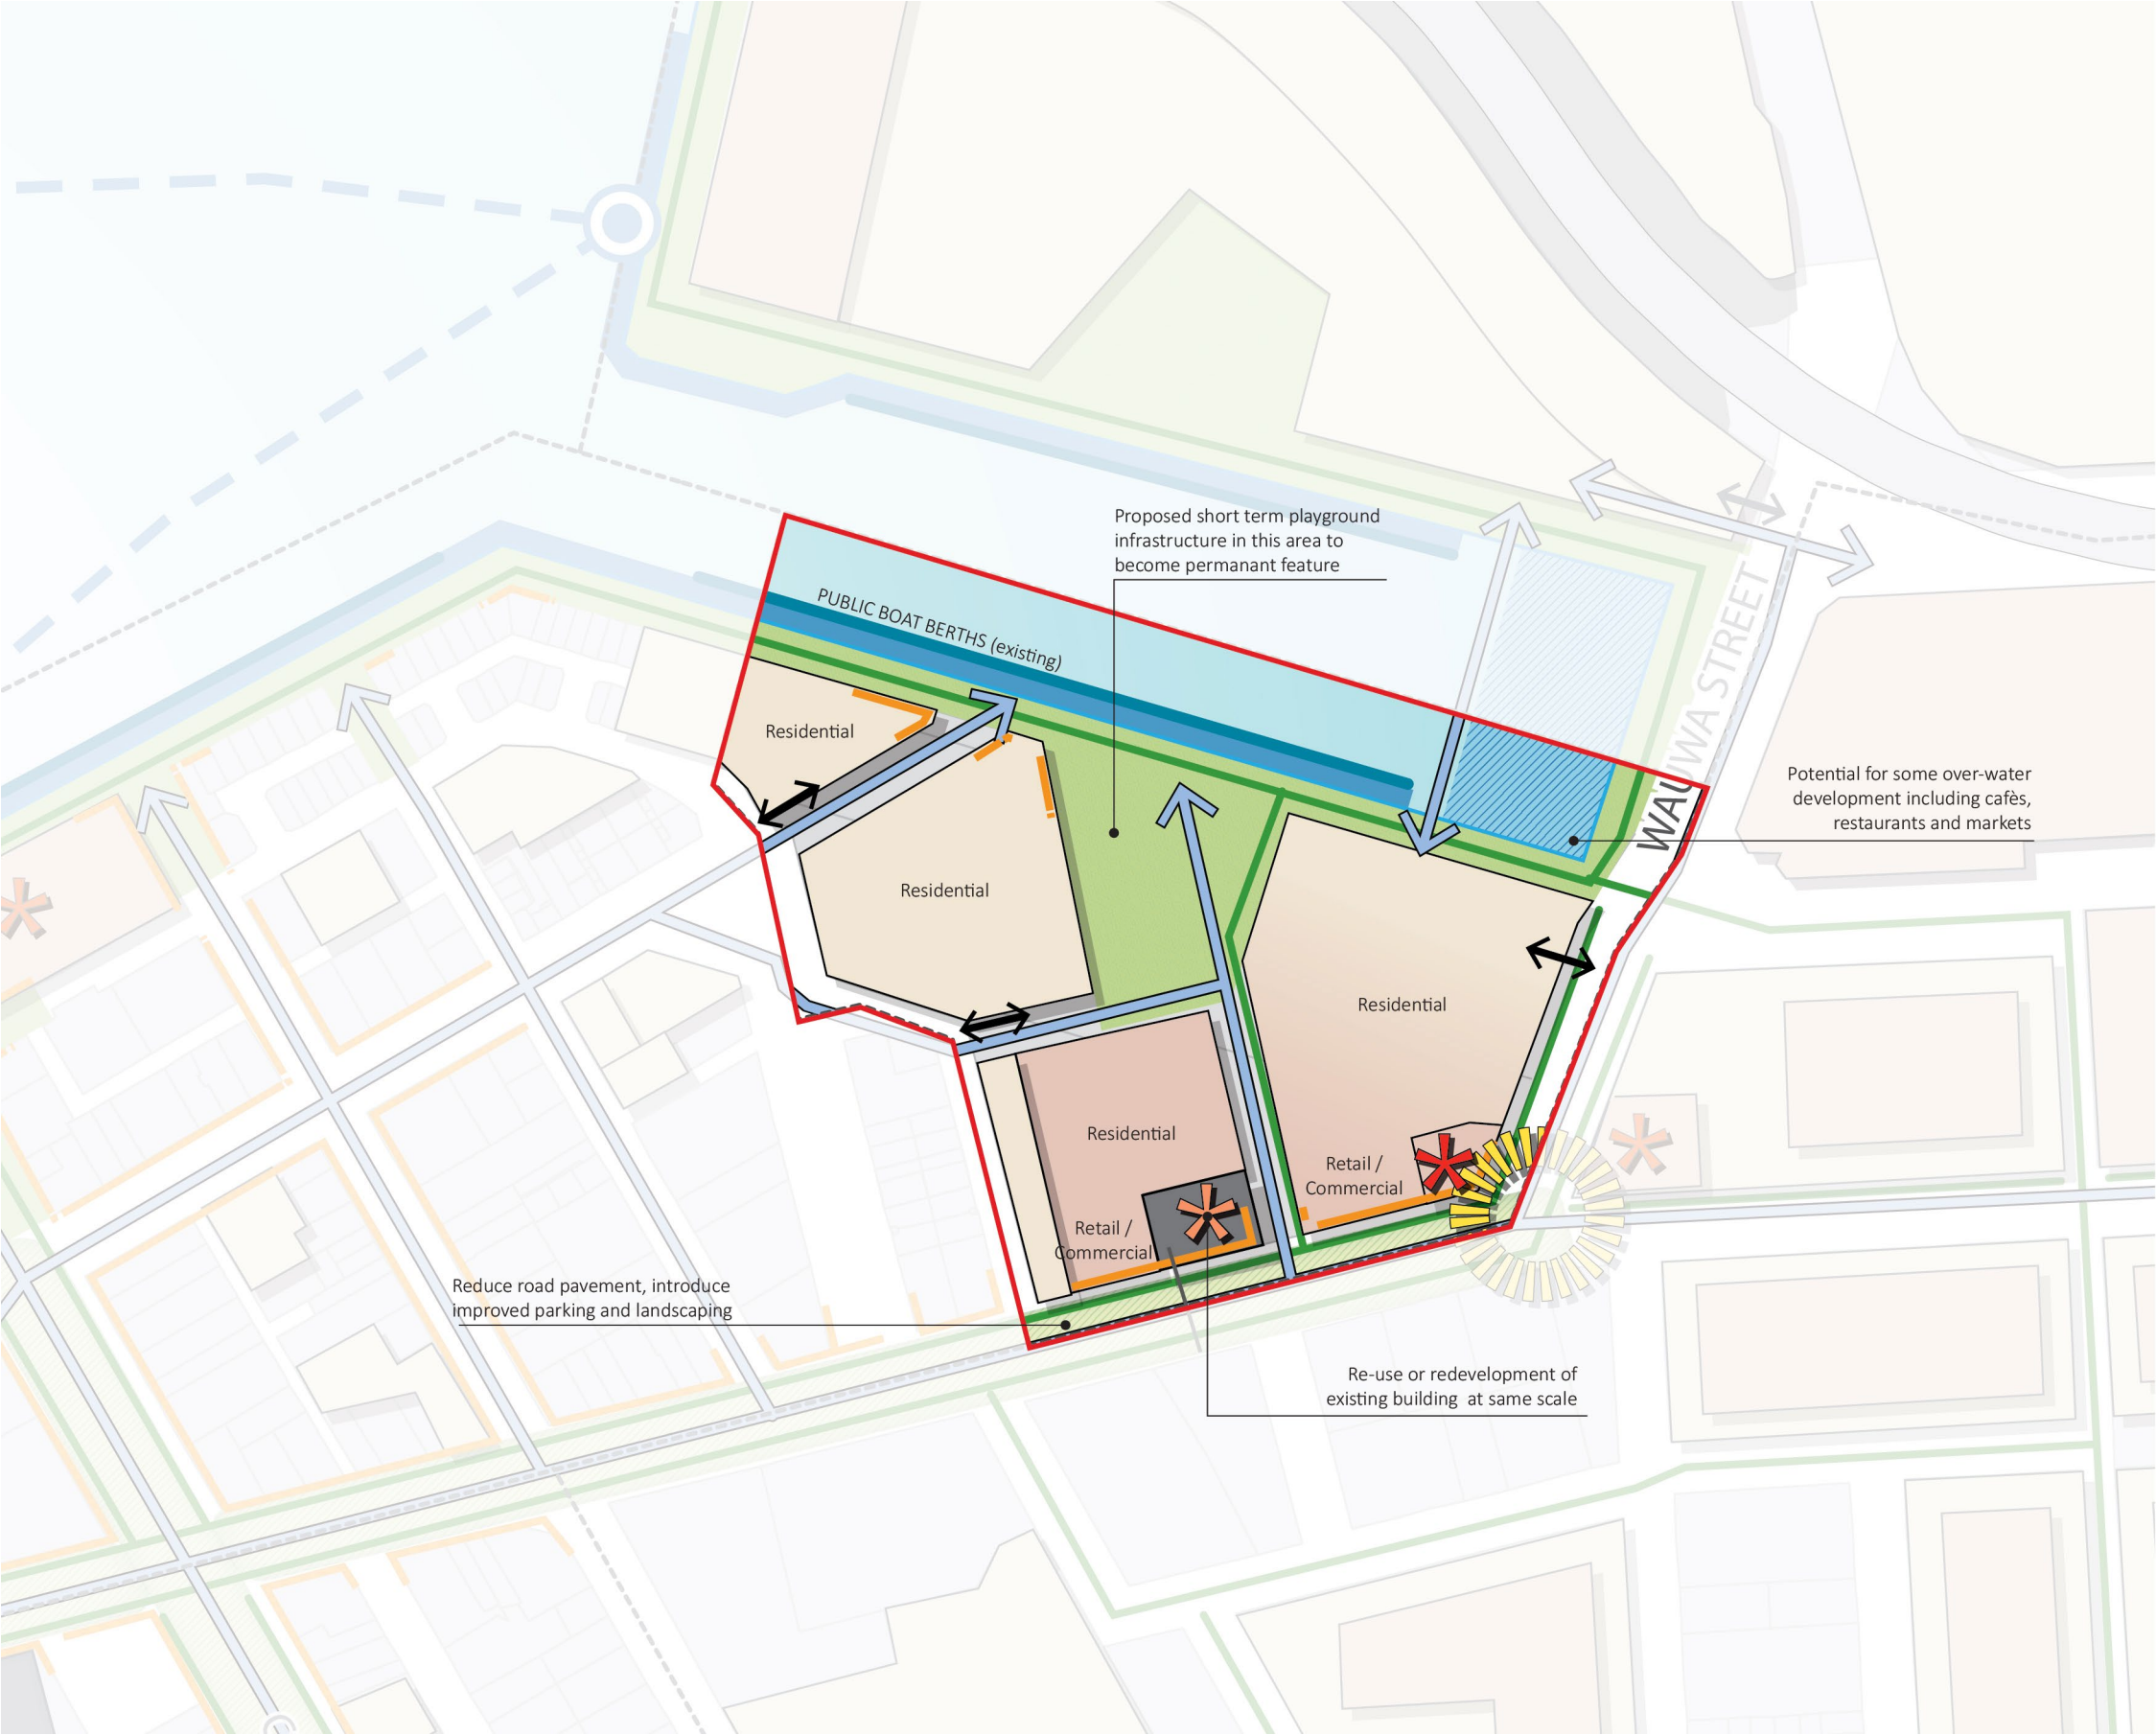 Proposed short term playground
infrastructure in this area to
become permanant feature
PUBLIC BOAT BERTHS (existing)
Residential
WAUWA STREET
Potential for some over-water
development including cafès,
restaurants and markets
Residential
Residential
Residential
Retail /
Commercial
Retail /
Commercial
Reduce road pavement, introduce
improved parking and landscaping
Re-use or redevelopment of
existing building at same scale